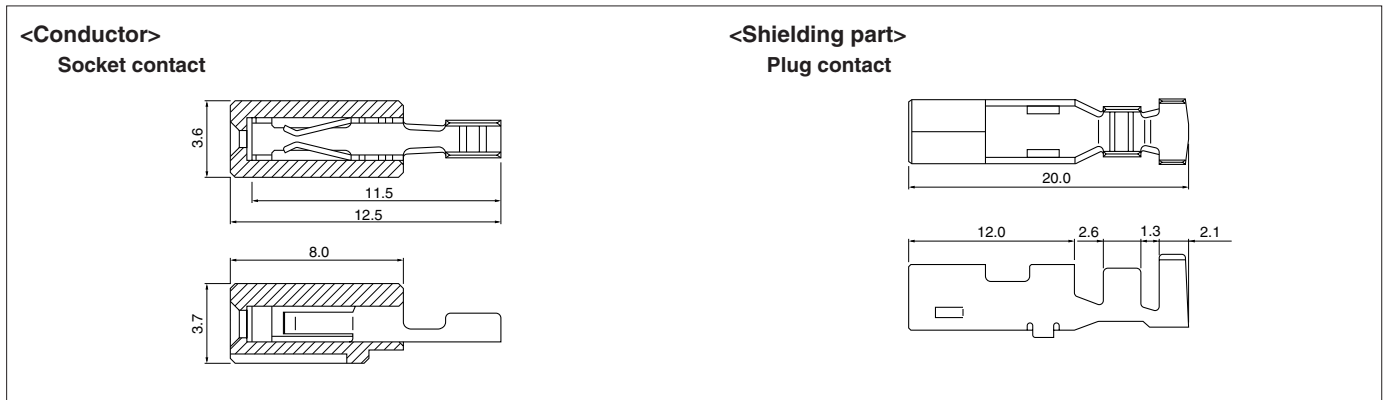 <Conductor>
Socket contact
3.6
11.5
12.5
8.0
3.7
<Shielding part>
Plug contact
20.0
12.0 2.6 1.3 2.1